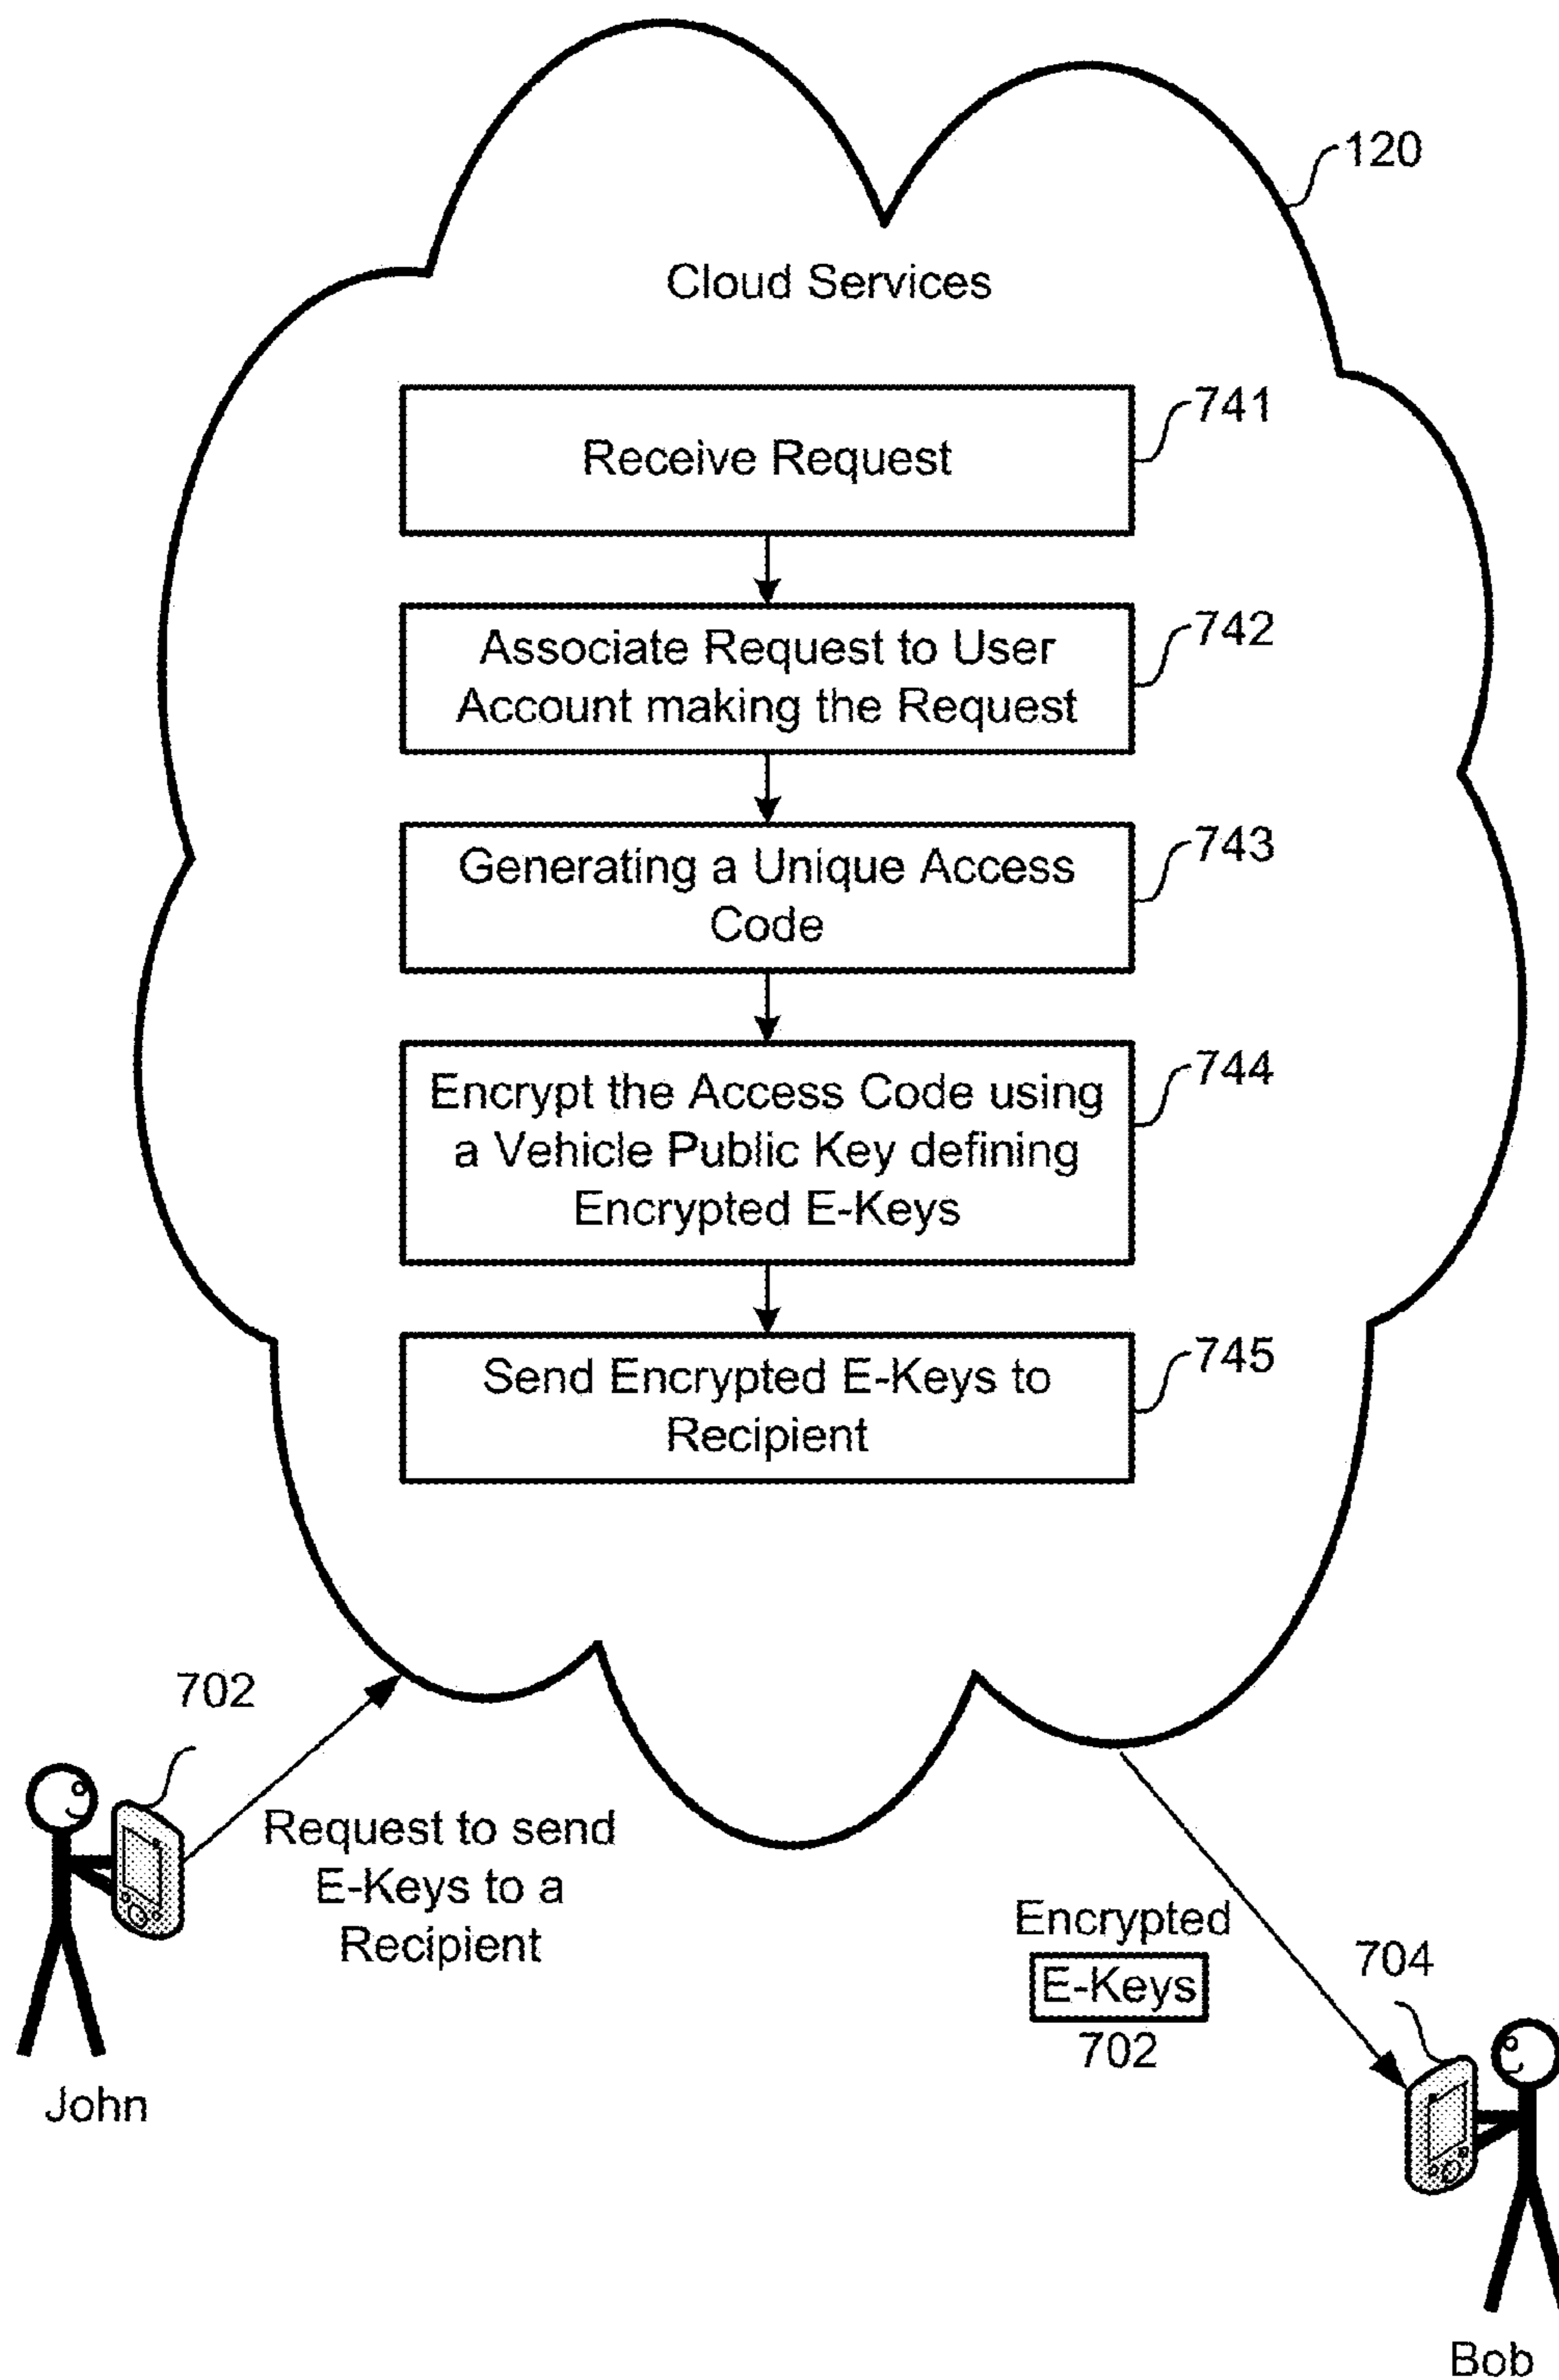 120
Cloud Services
741
Receive Request
742
Associate Request to User
Account making the Request
743
Generating a Unique Access
Code
744
Encrypt the Access Code using
a Vehicle Public Key defining
Encrypted E-Keys
745
Send Encrypted E-Keys to
Recipient
702
Request to send
E-Keys to a
Recipient
John
Encrypted
E-Keys
702
704
Bob